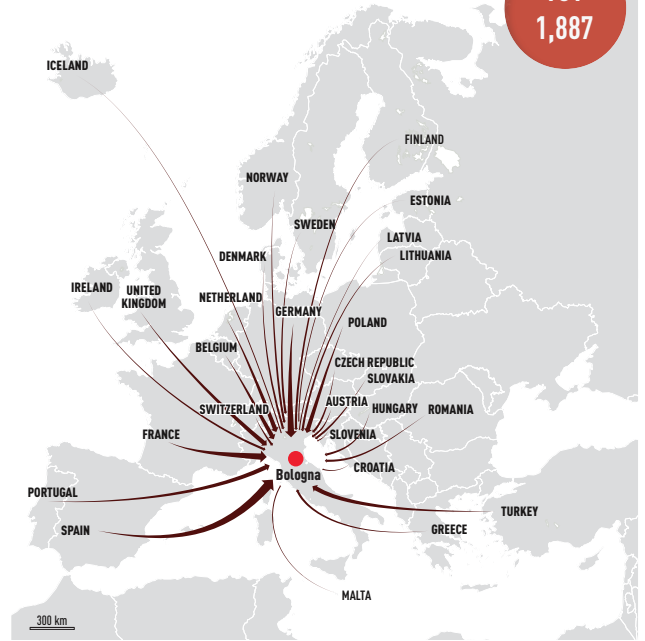 1,887
ICELAND
FINLAND
NORWAY
ESTONIA
SWEDEN
LATVIA
DENMARK
LITHUANIA
IRELAND
UNITED
KINGDOM
NETHERLAND
GERMANY
POLAND
BELGIUM
CZECH REPUBLIC
SLOVAKIA
AUSTRIA
SWITZERLAND
HUNGARY
ROMANIA
FRANCE
SLOVENIA
CROATIA
Bologna
PORTUGAL
TURKEY
SPAIN
GREECE
MALTA
300 km